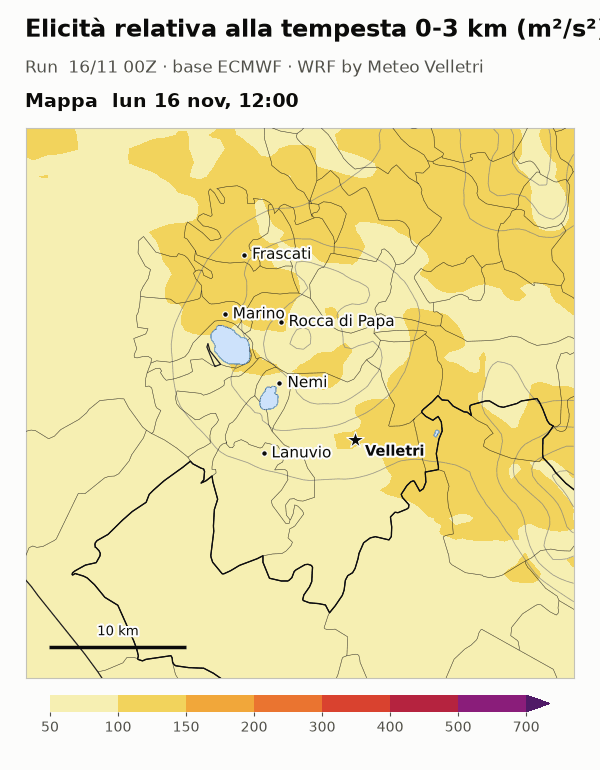 Elicità relativa alla tempesta 0-3 km (m²/s²)
Run  16/11 00Z · base ECMWF · WRF by Meteo Velletri
Mappa  lun 16 nov, 12:00
Frascati
Marino
Rocca di Papa
Nemi
Velletri
Lanuvio
10 km
50 100 150 200 300 400 500 700